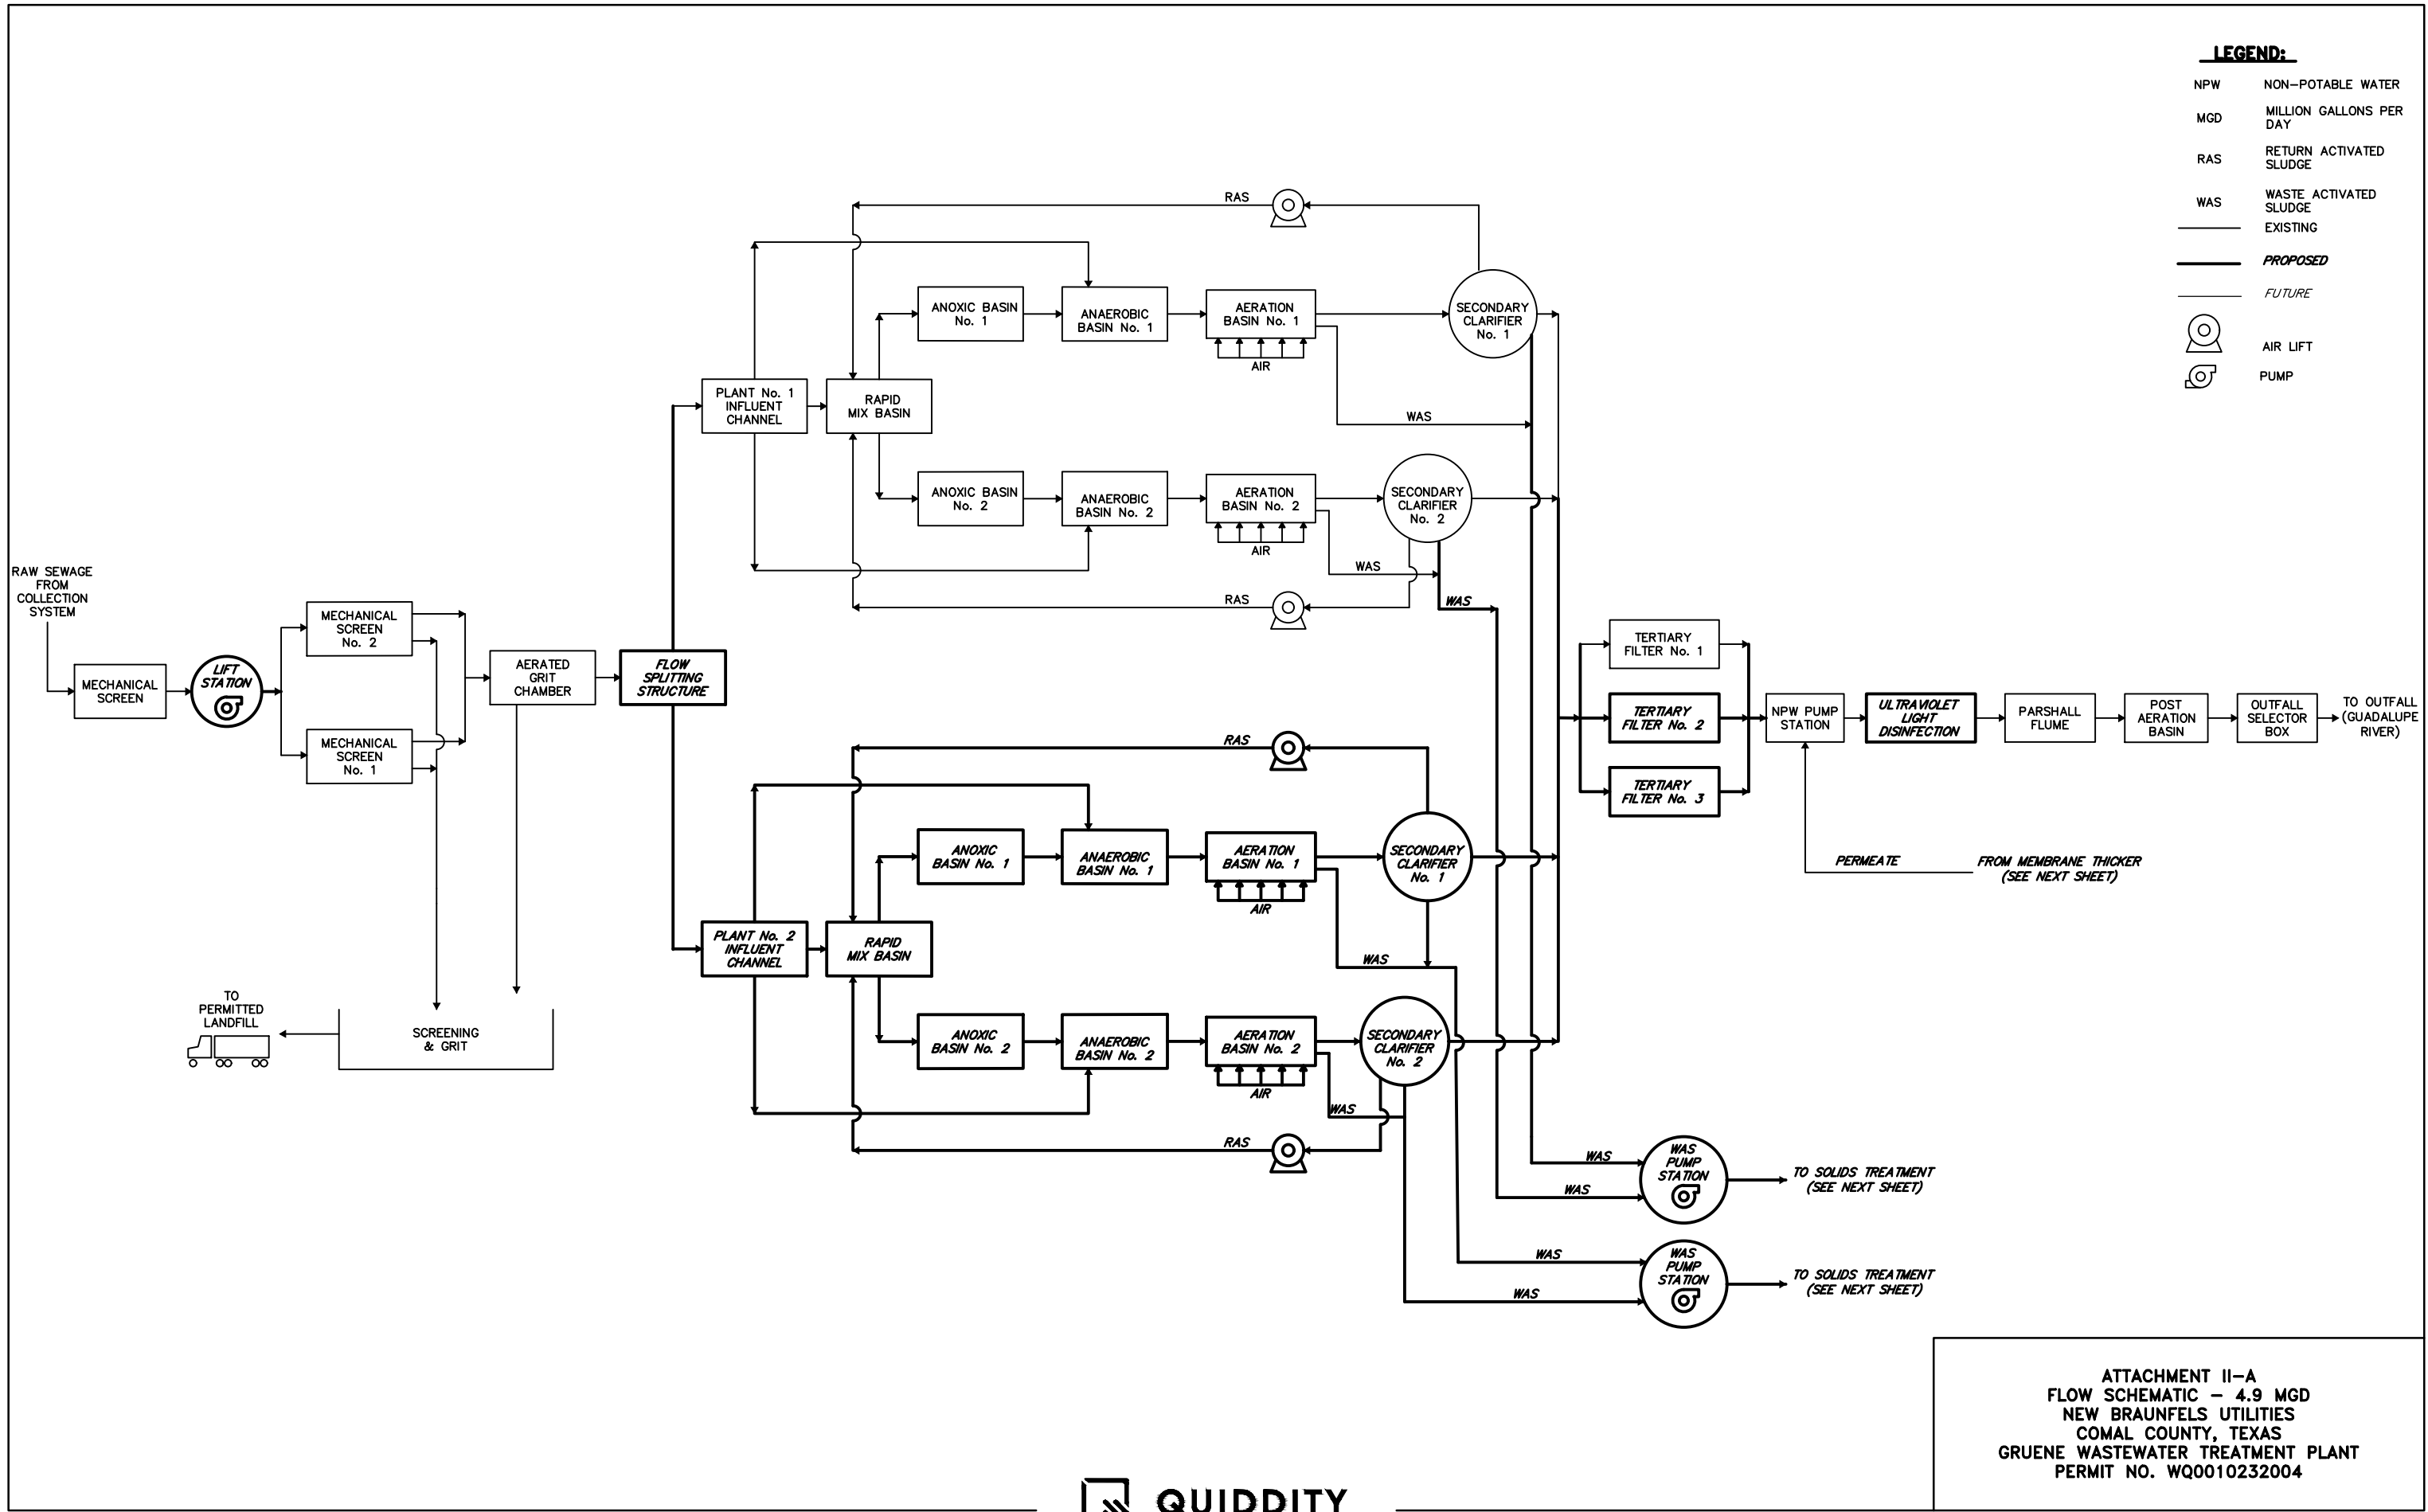 LEGEND:
NPW NON-POTABLE WATER
MGD MILLION GALLONS PER
DAY
RAS RETURN ACTIVATED
SLUDGE
WAS WASTE ACTIVATED
SLUDGE
EXISTING
PROPOSED
FUTURE
AIR LIFT
PUMP
RAW SEWAGE
FROM
COLLECTION
SYSTEM
MECHANICAL
SCREEN
LIFT
STATION
MECHANICAL
SCREEN
No. 2
MECHANICAL
SCREEN
No. 1
AERATED
GRIT
CHAMBER
FLOW
SPLITTING
STRUCTURE
TO
PERMITTED
LANDFILL
SCREENING
& GRIT
RAS
PLANT No. 1
INFLUENT
CHANNEL
RAPID
MIX BASIN
ANOXIC BASIN
No. 1
ANAEROBIC
BASIN No. 1
AERATION
BASIN No. 1
AIR
SECONDARY
CLARIFIER
No. 1
WAS
ANOXIC BASIN
No. 2
ANAEROBIC
BASIN No. 2
AERATION
BASIN No. 2
AIR
SECONDARY
CLARIFIER
No. 2
WAS
RAS
WAS
RAS
PLANT No. 2
INFLUENT
CHANNEL
RAPID
MIX BASIN
ANOXIC
BASIN No. 1
ANAEROBIC
BASIN No. 1
AERATION
BASIN No. 1
AIR
SECONDARY
CLARIFIER
No. 1
WAS
ANOXIC
BASIN No. 2
ANAEROBIC
BASIN No. 2
AERATION
BASIN No. 2
AIR
SECONDARY
CLARIFIER
No. 2
WAS
RAS
TERTIARY
FILTER No. 1
TERTIARY
FILTER No. 2
TERTIARY
FILTER No. 3
NPW PUMP
STATION
ULTRAVIOLET
LIGHT
DISINFECTION
PARSHALL
FLUME
POST
AERATION
BASIN
OUTFALL
SELECTOR
BOX
TO OUTFALL
(GUADALUPE
RIVER)
PERMEATE
FROM MEMBRANE THICKER
(SEE NEXT SHEET)
WAS
WAS
WAS
PUMP
STATION
TO SOLIDS TREATMENT
(SEE NEXT SHEET)
WAS
WAS
WAS
PUMP
STATION
TO SOLIDS TREATMENT
(SEE NEXT SHEET)
ATTACHMENT II-A
FLOW SCHEMATIC - 4.9 MGD
NEW BRAUNFELS UTILITIES
COMAL COUNTY, TEXAS
GRUENE WASTEWATER TREATMENT PLANT
PERMIT NO. WQ0010232004
QUIDDITY